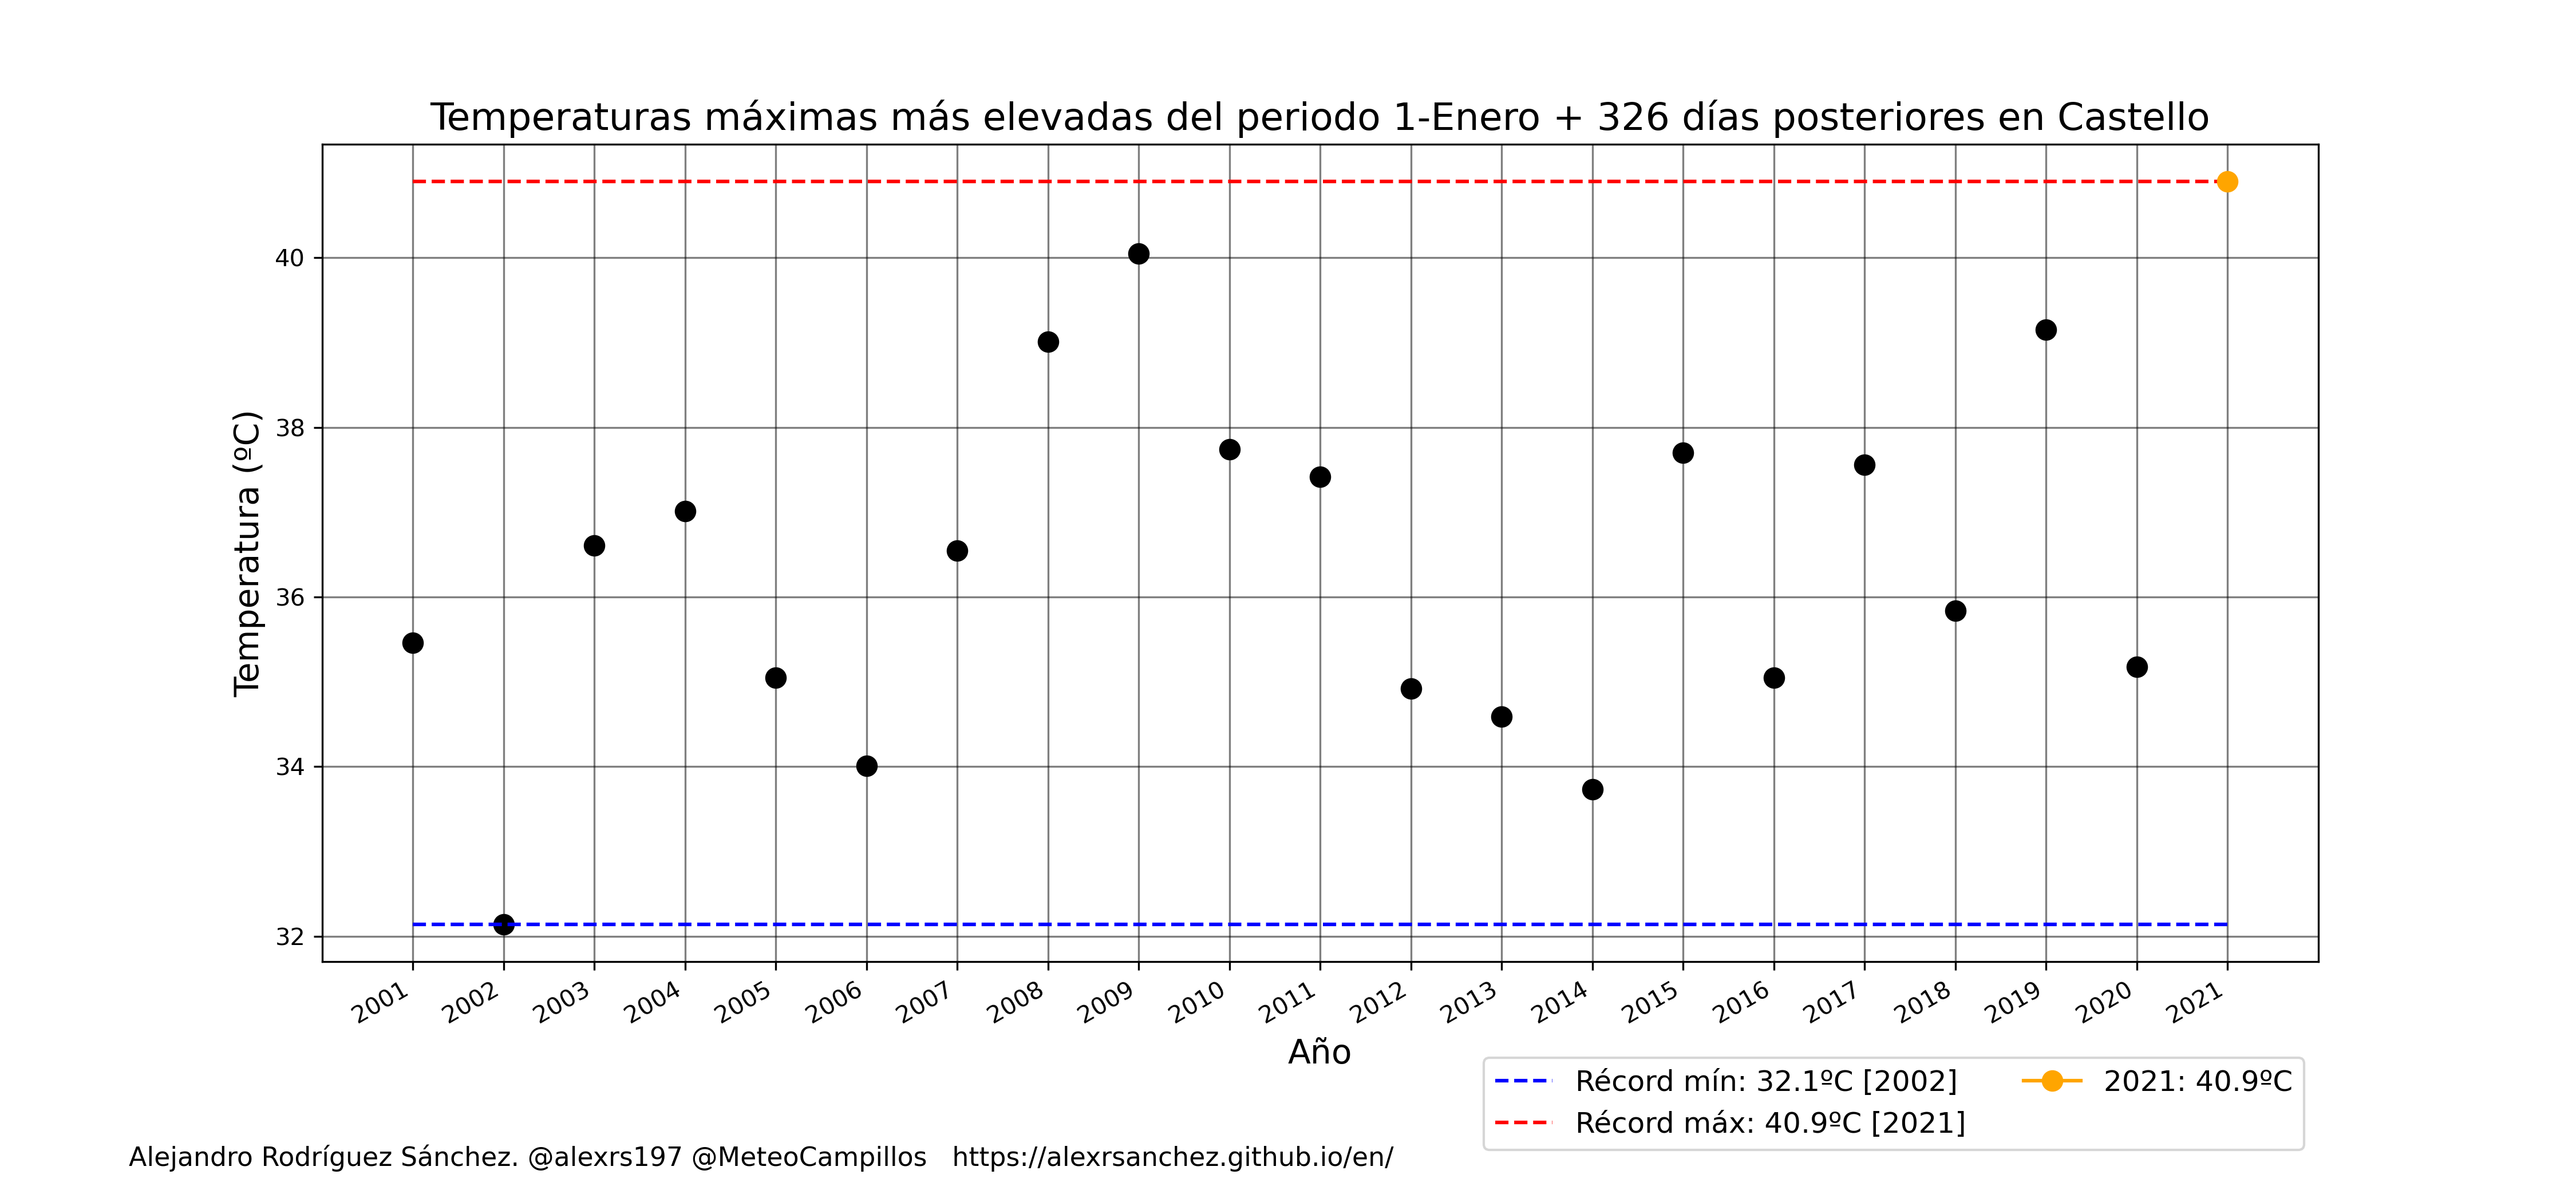 Temperaturas máximas más elevadas del periodo 1-Enero + 326 días posteriores en Castello
Temperatura (ºC)
40
38
36
34
32
2001 2002 2003 2004 2005 2006 2007 2008 2009 2010 2011 2012 2013 2014 2015 2016 2017 2018 2019 2020 2021
Año
Récord mín: 32.1ºC [2002]
Récord máx: 40.9ºC [2021]
2021: 40.9ºC
Alejandro Rodríguez Sánchez. @alexrs197 @MeteoCampillos https://alexrsanchez.github.io/en/